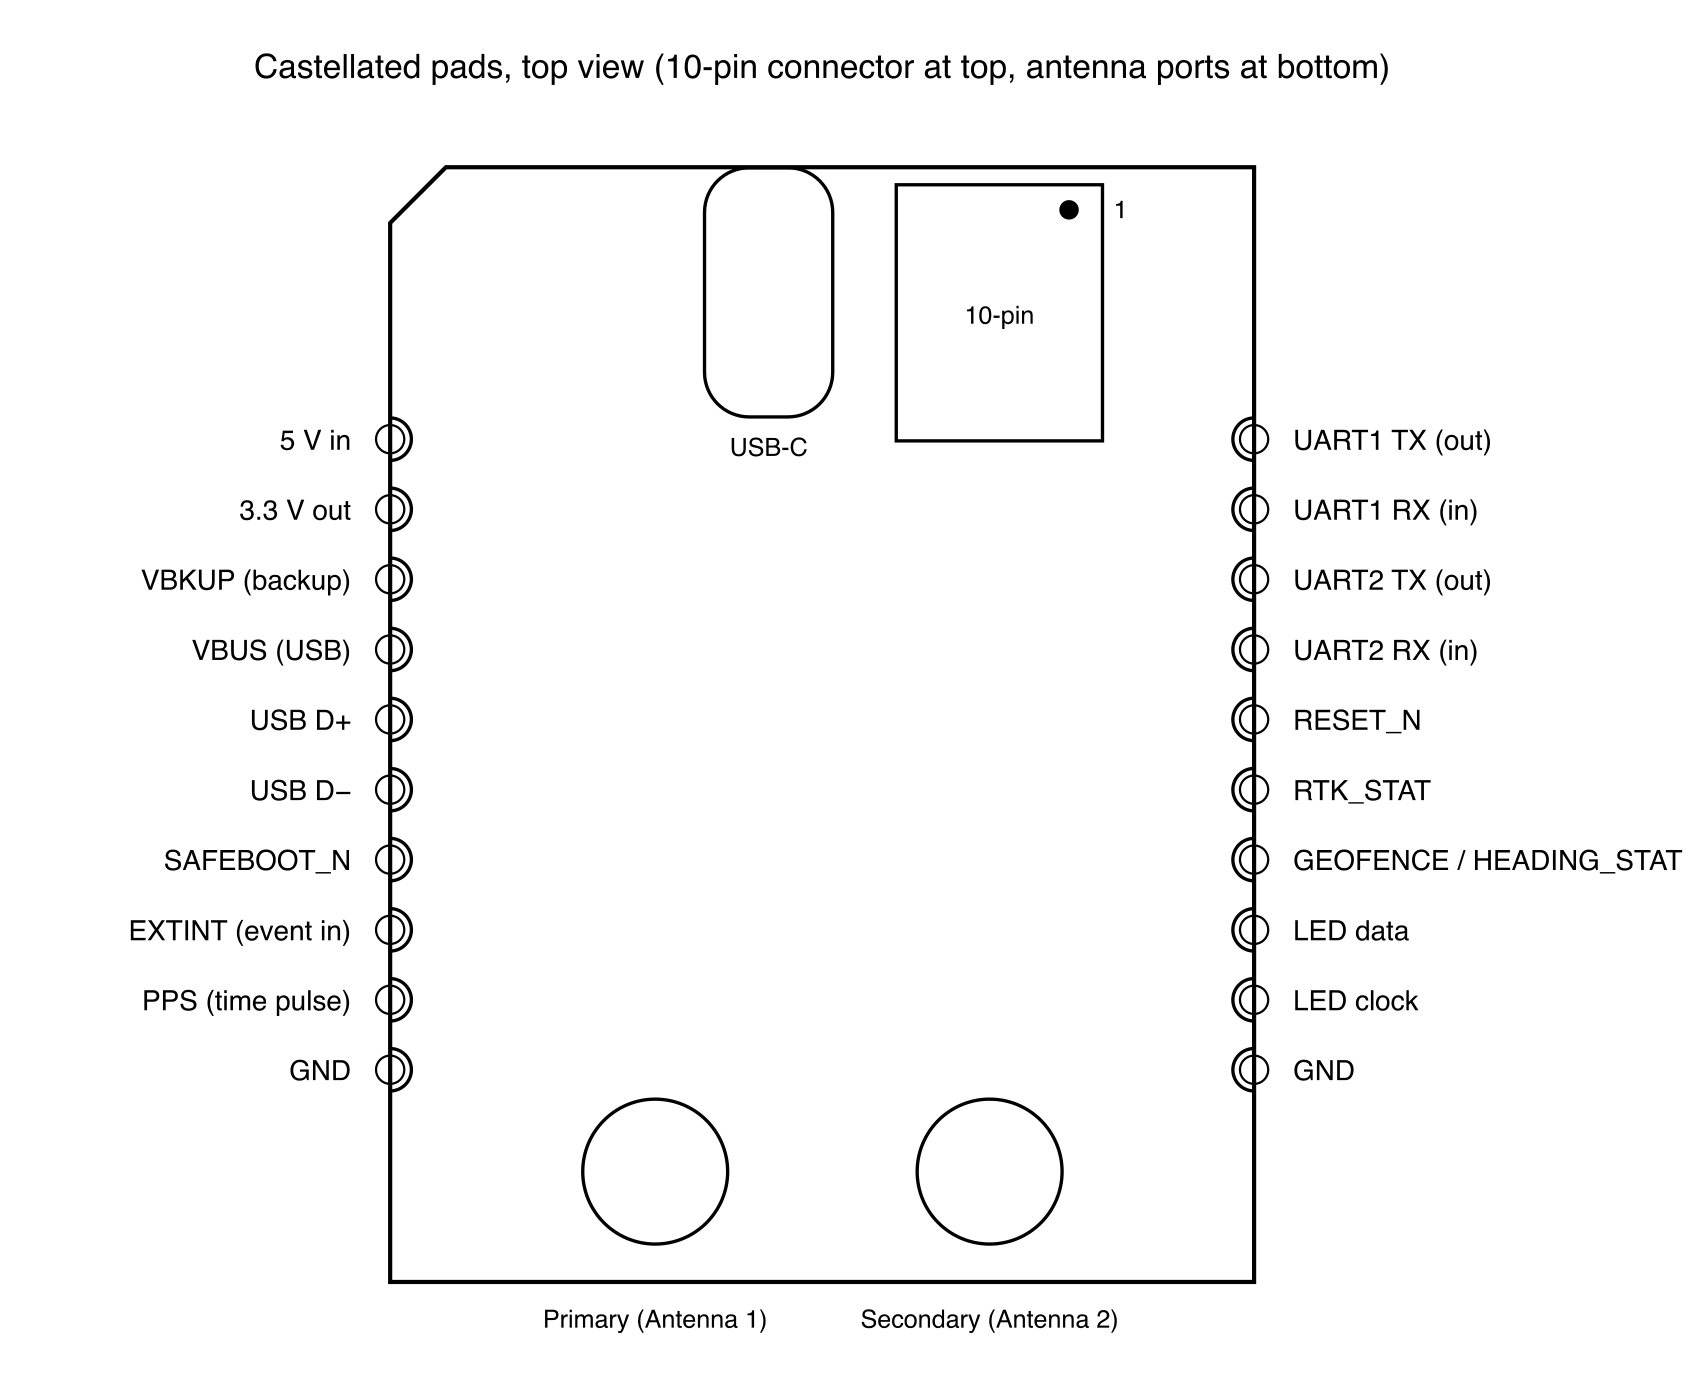 Castellated pads, top view (10-pin connector at top, antenna ports at bottom)
1
10-pin
USB-C
5 V in
3.3 V out
VBKUP (backup)
VBUS (USB)
USB D+
USB D−
SAFEBOOT_N
EXTINT (event in)
PPS (time pulse)
GND
UART1 TX (out)
UART1 RX (in)
UART2 TX (out)
UART2 RX (in)
RESET_N
RTK_STAT
GEOFENCE / HEADING_STAT
LED data
LED clock
GND
Primary (Antenna 1)
Secondary (Antenna 2)